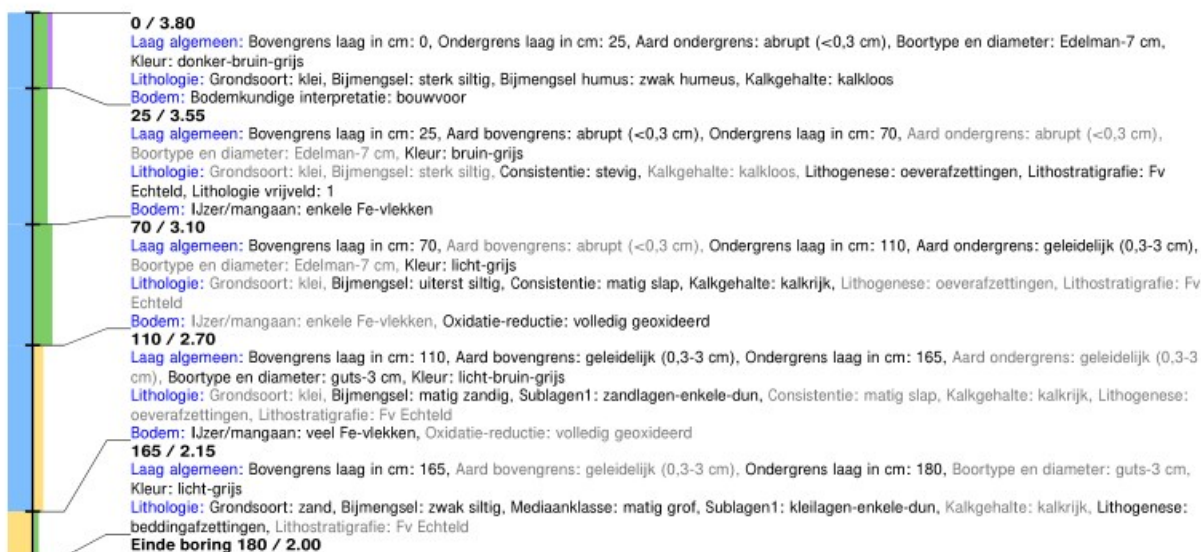 0 / 3.80
Laag algemeen: Bovengrens laag in cm: 0, Ondergrens laag in cm: 25, Aard ondergrens: abrupt (<0,3 cm), Boortype en diameter: Edelman-7 cm,
Kleur: donker-bruin-grijs
Lithologie: Grondsoort: klei, Bijmengsel: sterk siltig, Bijmengsel humus: zwak humeus, Kalkgehalte: kalkloos
Bodem: Bodemkundige interpretatie: bouwvoor
25 / 3.55
Laag algemeen: Bovengrens laag in cm: 25, Aard bovengrens: abrupt (<0,3 cm), Ondergrens laag in cm: 70, Aard ondergrens: abrupt (<0,3 cm),
Boortype en diameter: Edelman-7 cm, Kleur: bruin-grijs
Lithologie: Grondsoort: klei, Bijmengsel: sterk siltig, Consistentie: stevig, Kalkgehalte: kalkloos, Lithogenese: oeverafzettingen, Lithostratigrafie: Fv
Echteld, Lithologie vrijveld: 1
Bodem: IJzer/mangaan: enkele Fe-vlekken
70 / 3.10
Laag algemeen: Bovengrens laag in cm: 70, Aard bovengrens: abrupt (<0,3 cm), Ondergrens laag in cm: 110, Aard ondergrens: geleidelijk (0,3-3 cm),
Boortype en diameter: Edelman-7 cm, Kleur: licht-grijs
Lithologie: Grondsoort: klei, Bijmengsel: uiterst siltig, Consistentie: matig slap, Kalkgehalte: kalkrijk, Lithogenese: oeverafzettingen, Lithostratigrafie: Fv
Echteld
Bodem: IJzer/mangaan: enkele Fe-vlekken, Oxidatie-reductie: volledig geoxideerd
110 / 2.70
Laag algemeen: Bovengrens laag in cm: 110, Aard bovengrens: geleidelijk (0,3-3 cm), Ondergrens laag in cm: 165, Aard ondergrens: geleidelijk (0,3-3
cm), Boortype en diameter: guts-3 cm, Kleur: licht-bruin-grijs
Lithologie: Grondsoort: klei, Bijmengsel: matig zandig, Sublagen1: zandlagen-enkele-dun, Consistentie: matig slap, Kalkgehalte: kalkrijk, Lithogenese:
oeverafzettingen, Lithostratigrafie: Fv Echteld
Bodem: IJzer/mangaan: veel Fe-vlekken, Oxidatie-reductie: volledig geoxideerd
165 / 2.15
Laag algemeen: Bovengrens laag in cm: 165, Aard bovengrens: geleidelijk (0,3-3 cm), Ondergrens laag in cm: 180, Boortype en diameter: guts-3 cm,
Kleur: licht-grijs
Lithologie: Grondsoort: zand, Bijmengsel: zwak siltig, Mediaanklasse: matig grof, Sublagen1: kleilagen-enkele-dun, Kalkgehalte: kalkrijk, Lithogenese:
beddingafzettingen, Lithostratigrafie: Fv Echteld
Einde boring 180 / 2.00